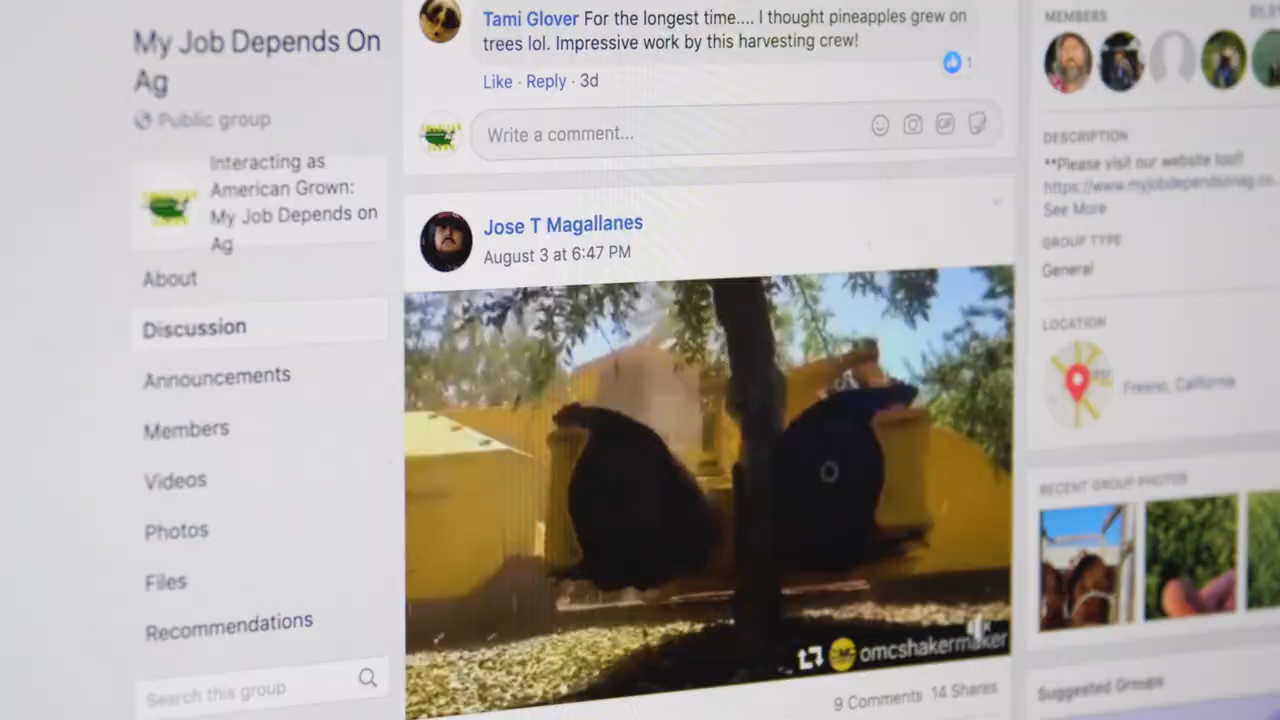 My Job Depends On
Ag
Public group
Interacting as
American Grown:
My Job Depends on
Ag
About
Discussion
Announcements
Members
Videos
Photos
Files
Recommendations
Search this group
Tami Glover For the longest time.... I thought pineapples grew on
trees lol. Impressive work by this harvesting crew!
1
Like · Reply · 3d
Write a comment...
GIF
Jose T Magallanes
August 3 at 6:47 PM
omcshakermaker
9 Comments 14 Shares
MEMBERS
DESCRIPTION
**Please visit our website too!!
https://www.myjobdependsonag.co
See More
GROUP TYPE
General
LOCATION
Fresno, California
RECENT GROUP PHOTOS
Suggested Groups